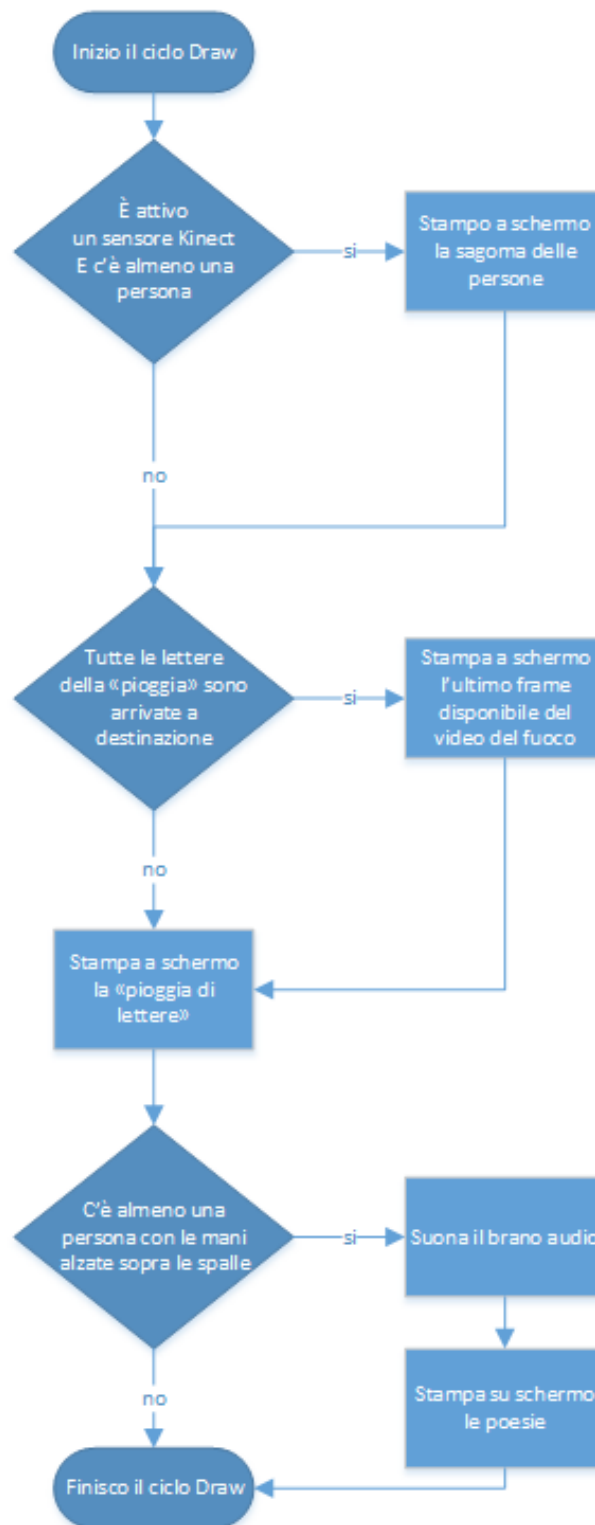 Inizio il ciclo Draw
È attivo
un sensore Kinect
E c'è almeno una
persona
si
Stampo a schermo
la sagoma delle
persone
no
Tutte le lettere
della «pioggia» sono
arrivate a
destinazione
si
Stampa a schermo
l'ultimo frame
disponibile del
video del fuoco
no
Stampa a schermo
la «pioggia di
lettere»
C'è almeno una
persona con le mani
alzate sopra le spalle
si
Suona il brano audio
Stampa su schermo
le poesie
no
Finisco il ciclo Draw